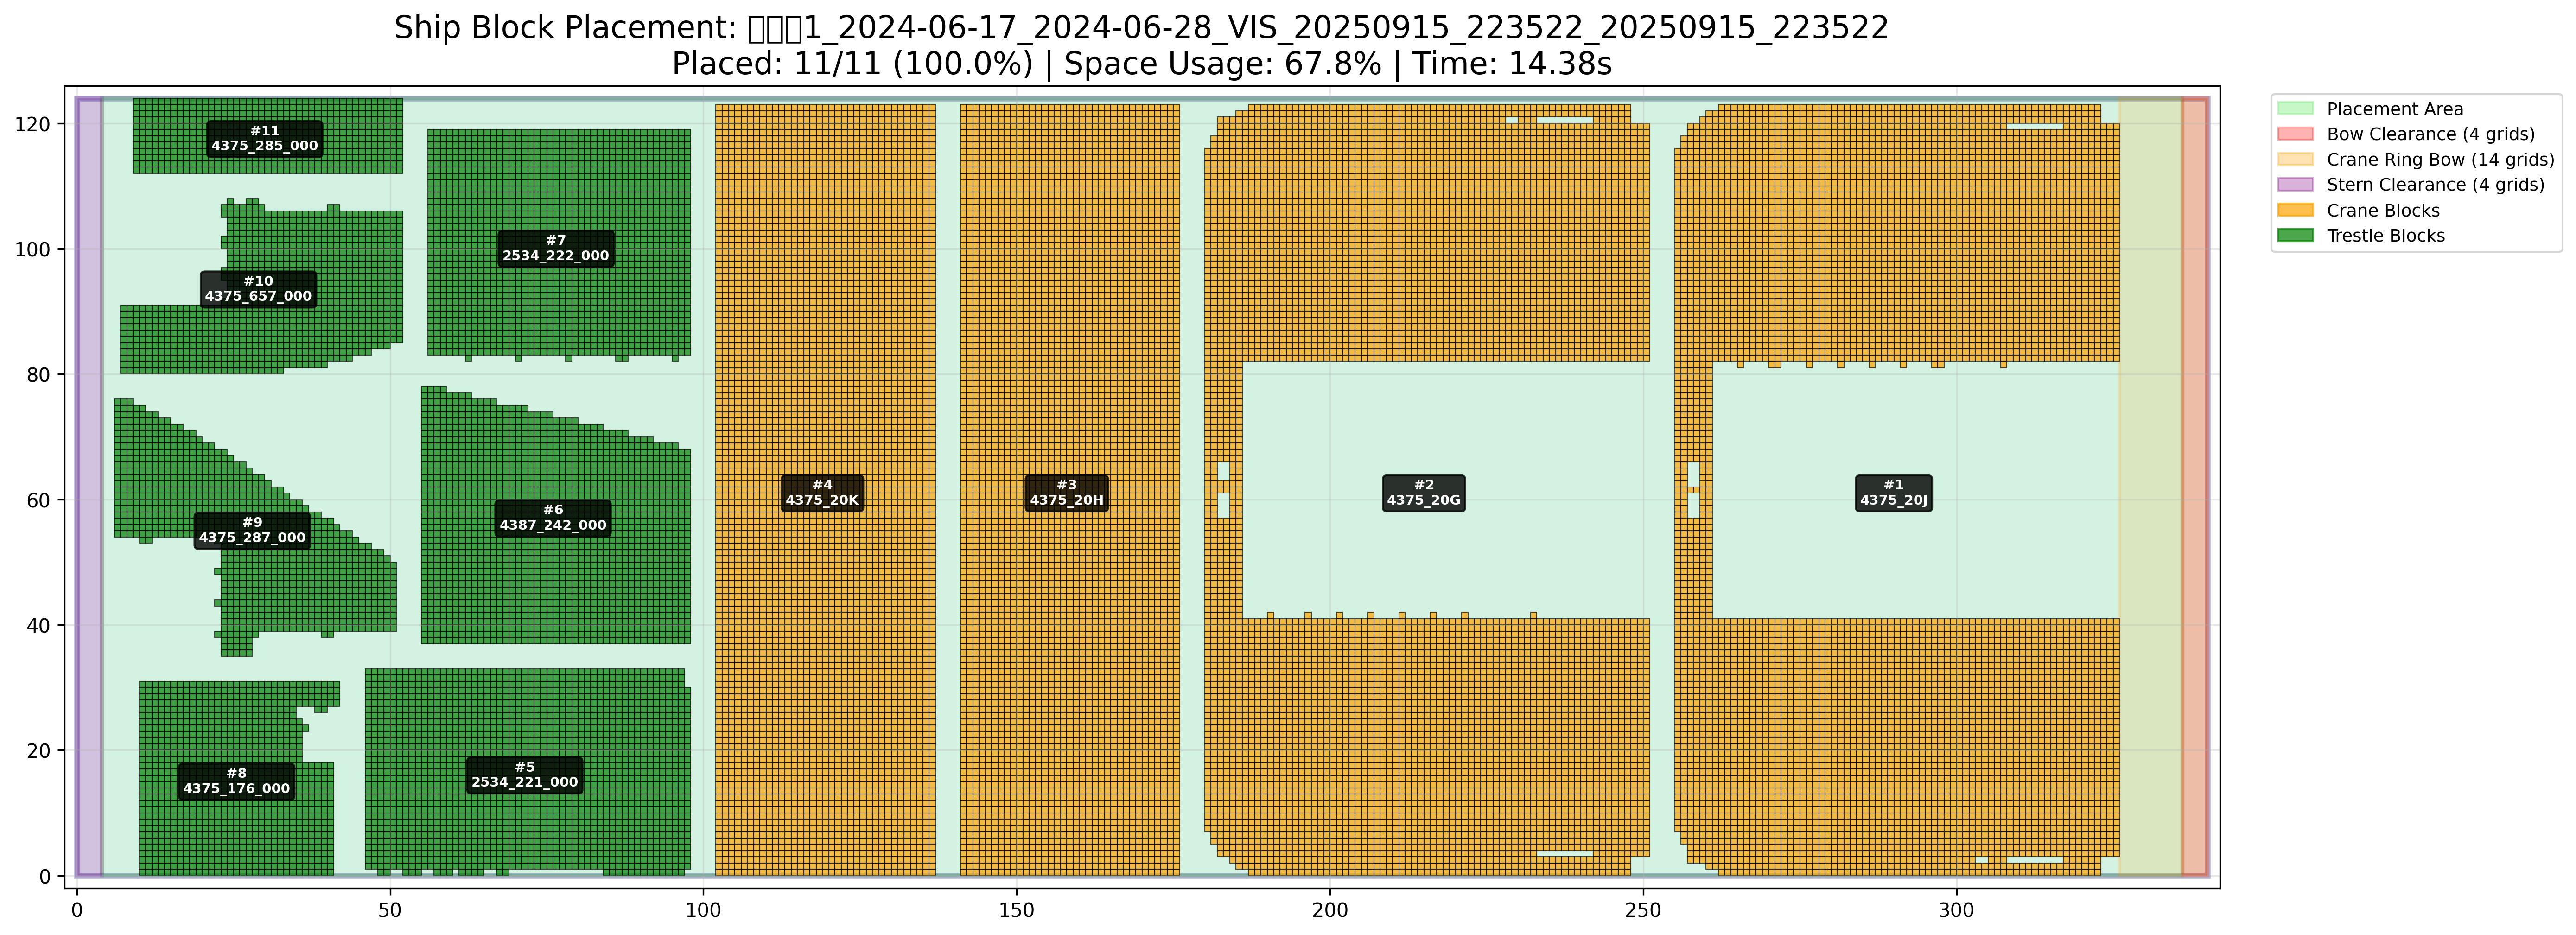 Ship Block Placement: □□□1_2024-06-17_2024-06-28_VIS_20250915_223522_20250915_223522
Placed: 11/11 (100.0%) | Space Usage: 67.8% | Time: 14.38s
Placement Area
Bow Clearance (4 grids)
Crane Ring Bow (14 grids)
Stern Clearance (4 grids)
Crane Blocks
Trestle Blocks
120
100
80
60
40
20
0
#11
4375_285_000
#10
4375_657_000
#7
2534_222_000
#9
4375_287_000
#6
4387_242_000
#4
4375_20K
#3
4375_20H
#2
4375_20G
#1
4375_20J
#8
4375_176_000
#5
2534_221_000
0 50 100 150 200 250 300